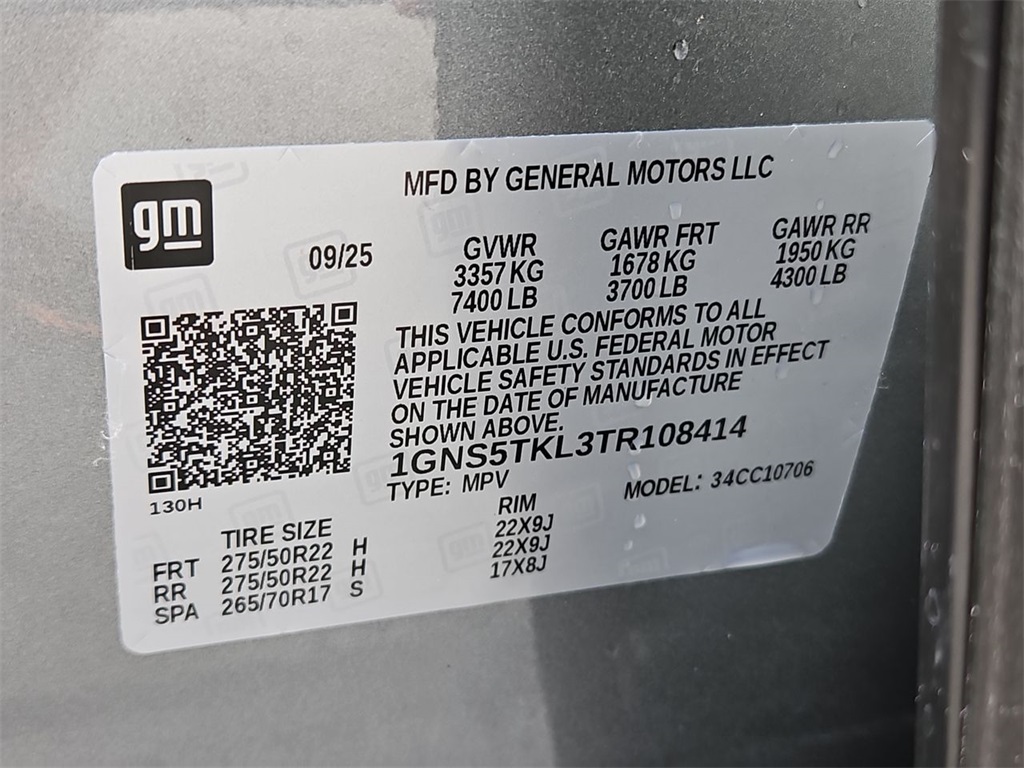 gm
MFD BY GENERAL MOTORS LLC
09/25
GVWR
3357 KG
7400 LB
GAWR FRT
1678 KG
3700 LB
GAWR RR
1950 KG
4300 LB
THIS VEHICLE CONFORMS TO ALL
APPLICABLE U.S. FEDERAL MOTOR
VEHICLE SAFETY STANDARDS IN EFFECT
ON THE DATE OF MANUFACTURE
SHOWN ABOVE.
1GNS5TKL3TR108414
TYPE: MPV
MODEL: 34CC10706
130H
TIRE SIZE RIM
FRT 275/50R22 H 22X9J
RR 275/50R22 H 22X9J
SPA 265/70R17 S 17X8J